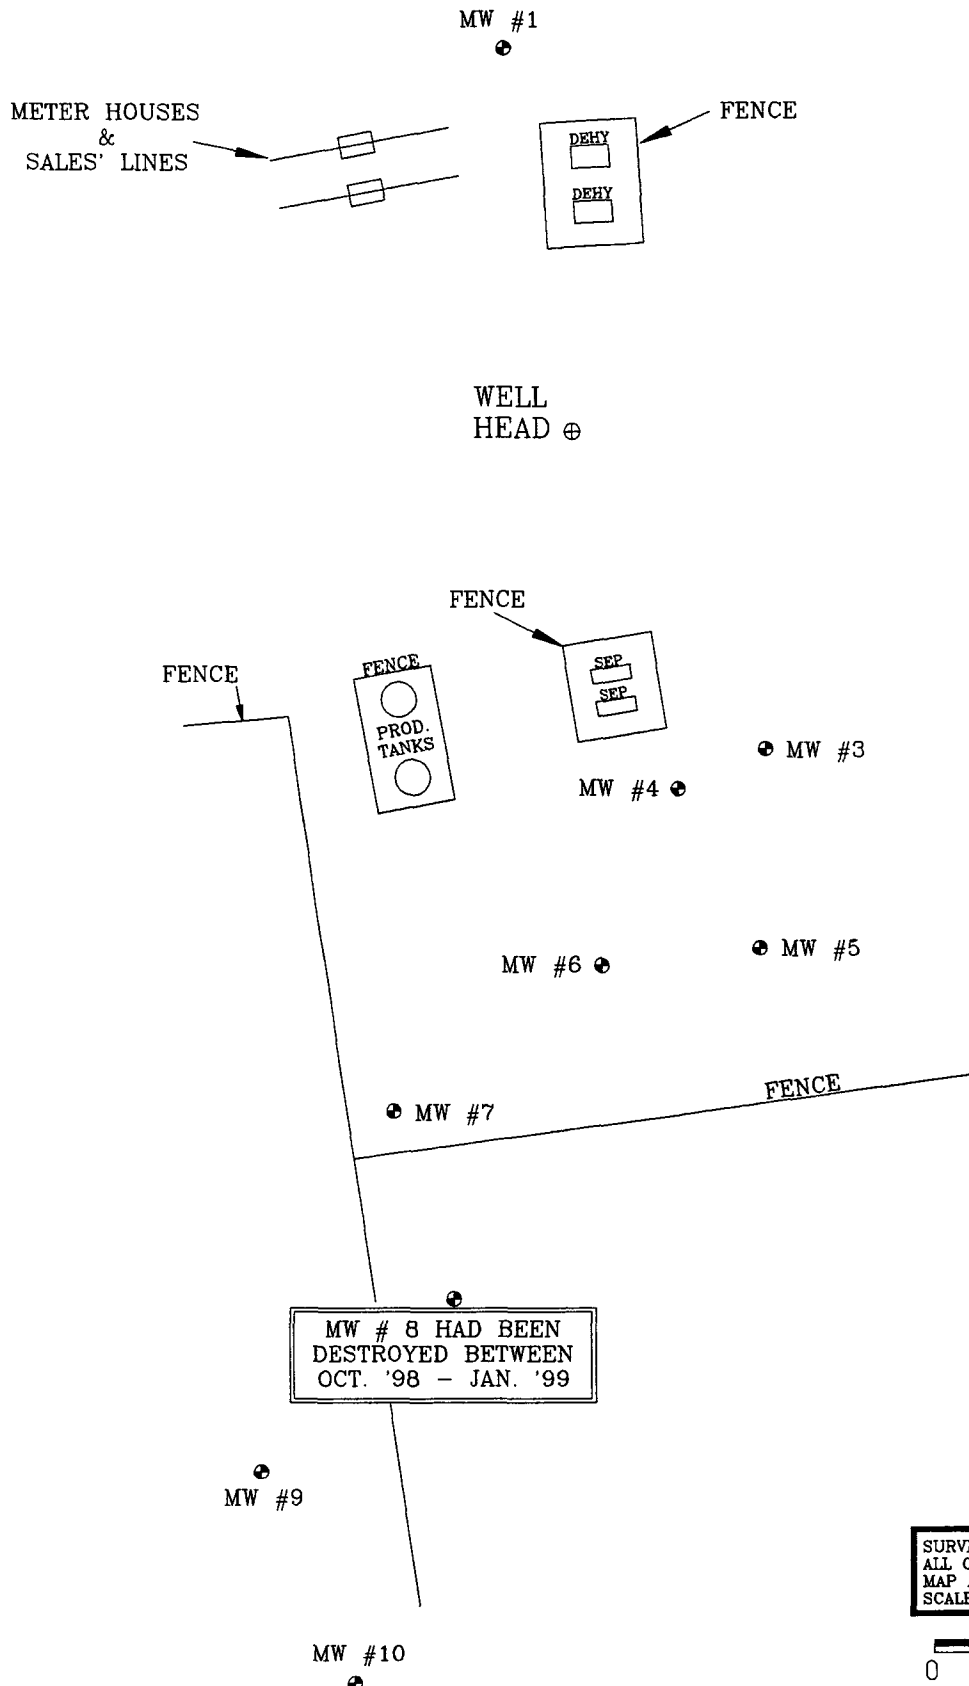 MW #1
METER HOUSES
&
SALES' LINES
FENCE
DEHY
DEHY
WELL
HEAD
FENCE
FENCE
FENCE
SEP
SEP
PROD.
TANKS
MW #3
MW #4
MW #5
MW #6
FENCE
MW #7
MW # 8 HAD BEEN
DESTROYED BETWEEN
OCT. '98 - JAN. '99
MW #9
ALL
MAP
MW #10
0